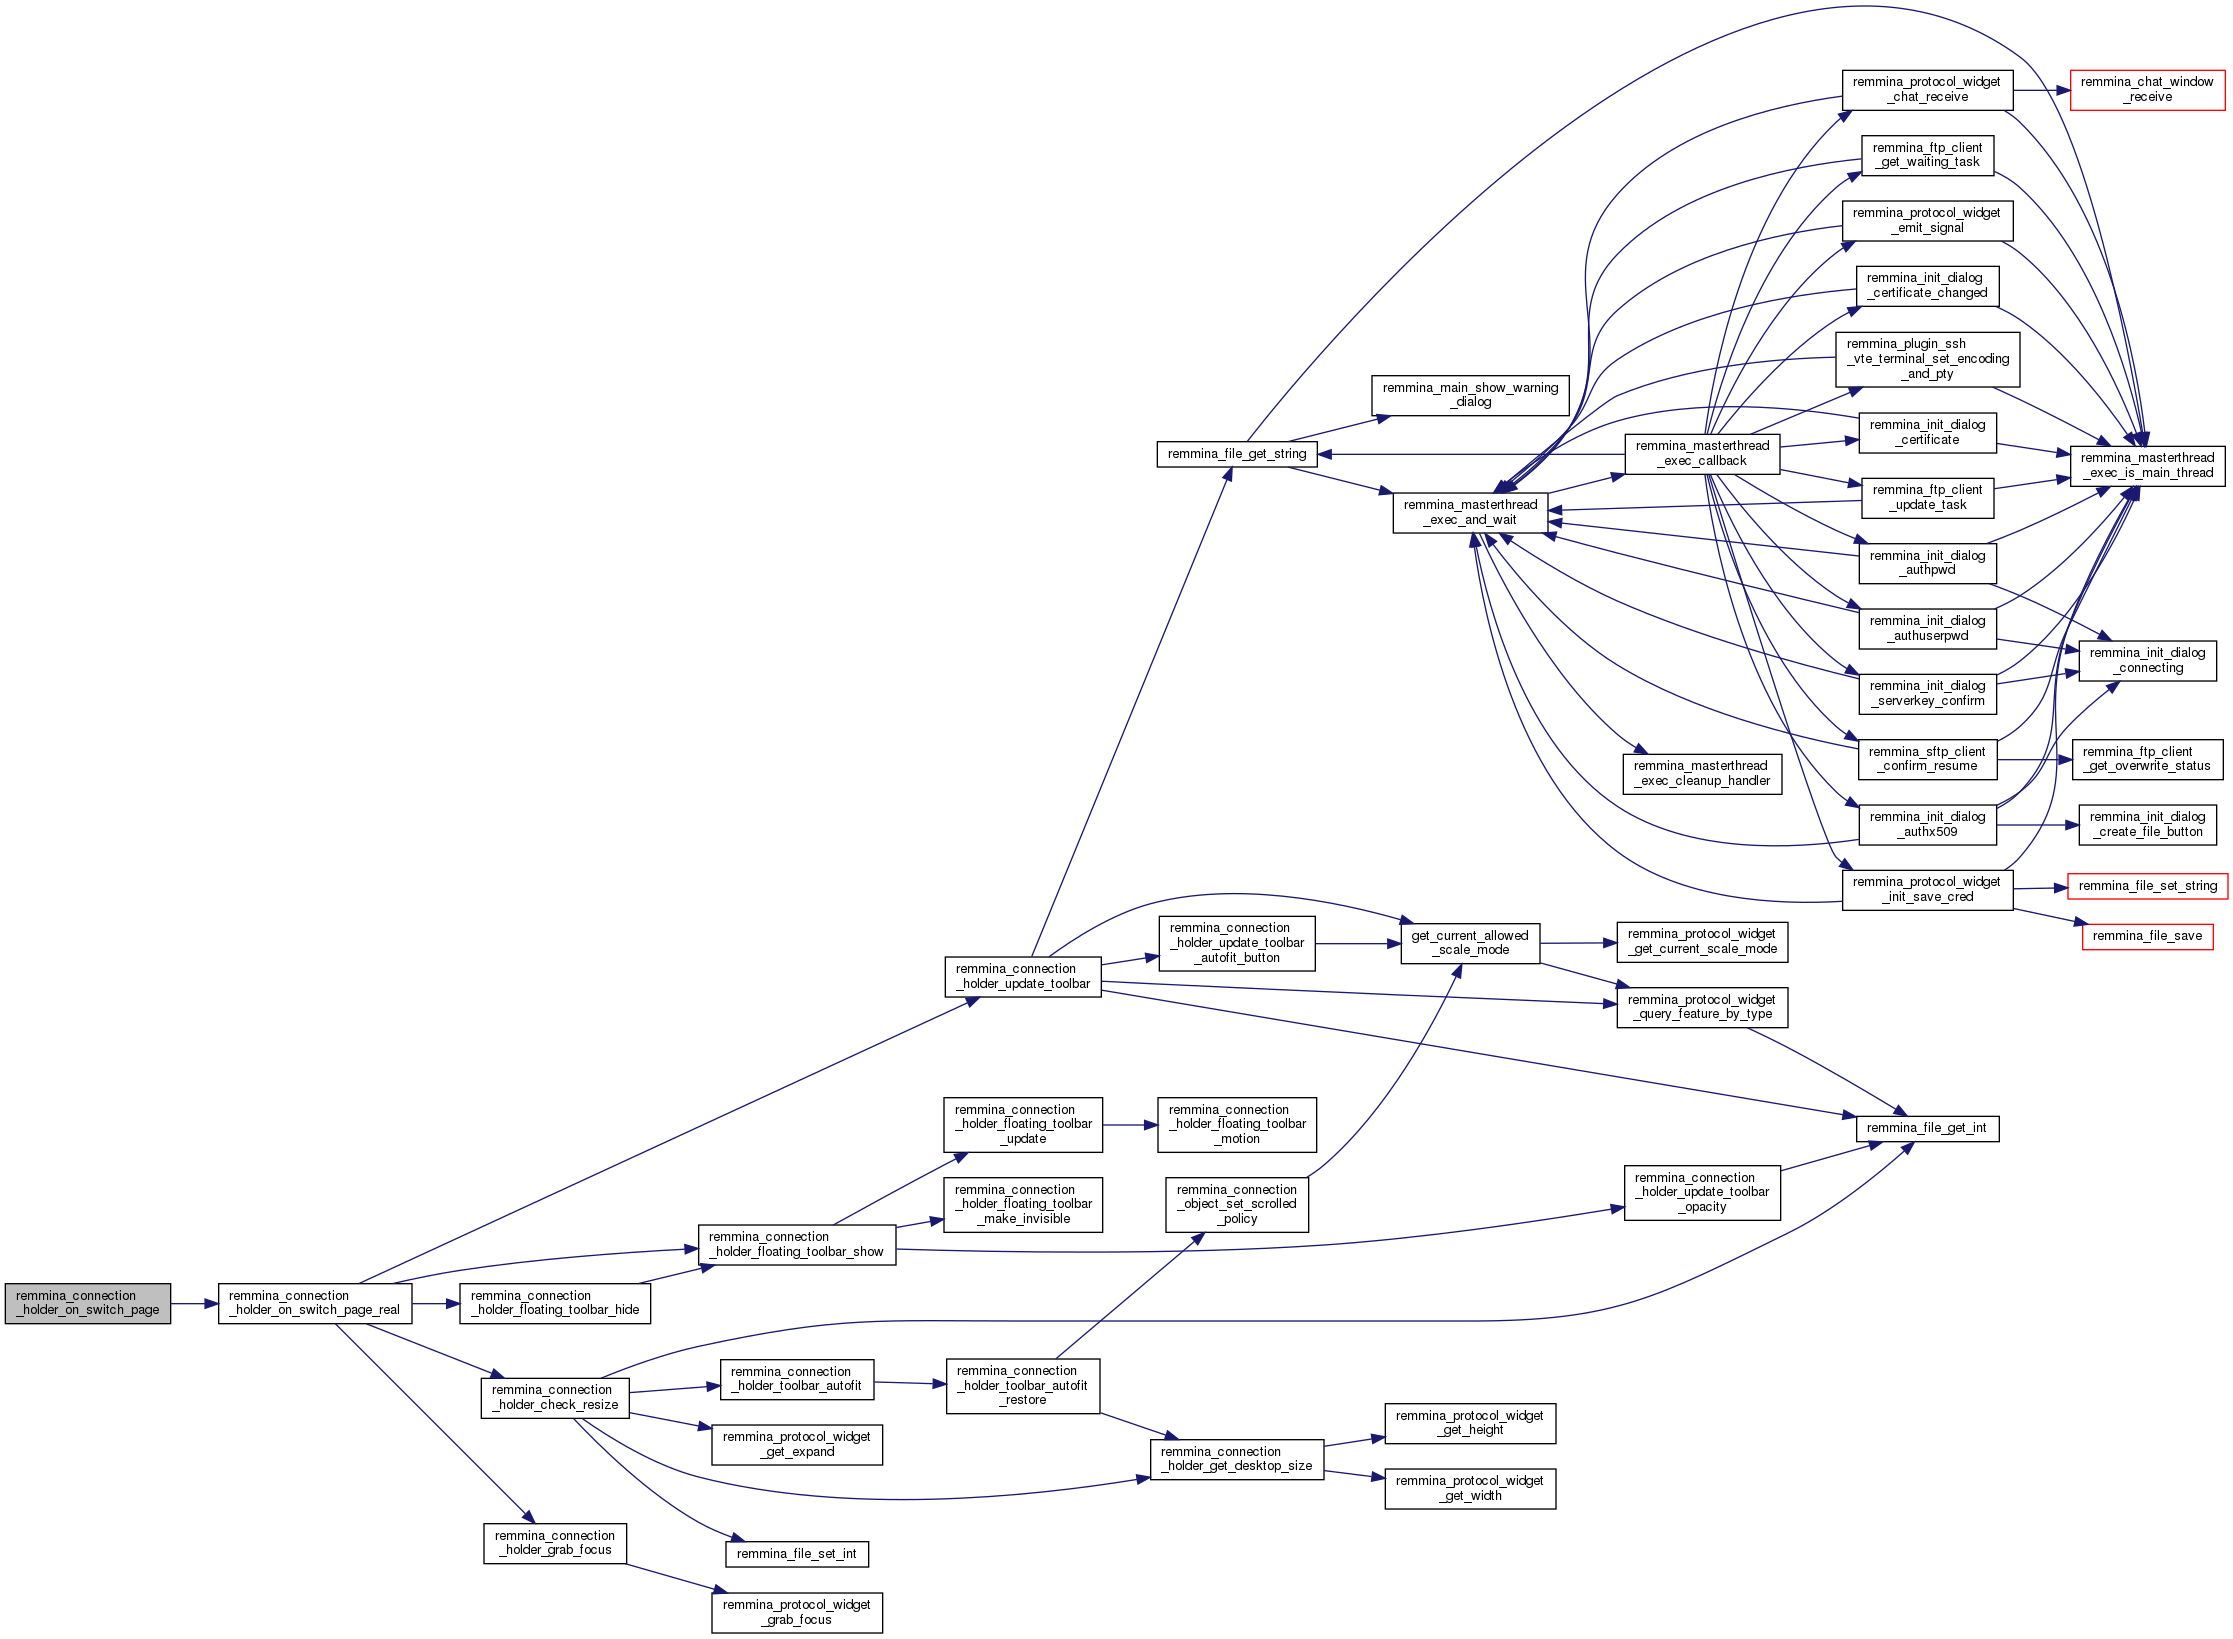 remmina_connection
_holder_on_switch_page
remmina_connection
_holder_on_switch_page_real
remmina_connection
_holder_floating_toolbar_hide
remmina_connection
_holder_check_resize
remmina_connection
_holder_grab_focus
remmina_connection
_holder_floating_toolbar_show
remmina_connection
_holder_toolbar_autofit
remmina_protocol_widget
_get_expand
remmina_file_set_int
remmina_protocol_widget
_grab_focus
remmina_connection
_holder_update_toolbar
remmina_connection
_holder_floating_toolbar
_update
remmina_connection
_holder_floating_toolbar
_make_invisible
remmina_connection
_holder_toolbar_autofit
_restore
remmina_file_get_string
remmina_connection
_holder_update_toolbar
_autofit_button
remmina_connection
_holder_floating_toolbar
_motion
remmina_connection
_object_set_scrolled
_policy
remmina_connection
_holder_get_desktop_size
remmina_main_show_warning
_dialog
remmina_masterthread
_exec_and_wait
get_current_allowed
_scale_mode
remmina_protocol_widget
_get_height
remmina_protocol_widget
_get_width
remmina_masterthread
_exec_callback
remmina_masterthread
_exec_cleanup_handler
remmina_protocol_widget
_get_current_scale_mode
remmina_protocol_widget
_query_feature_by_type
remmina_connection
_holder_update_toolbar
_opacity
remmina_protocol_widget
_chat_receive
remmina_ftp_client
_get_waiting_task
remmina_protocol_widget
_emit_signal
remmina_init_dialog
_certificate_changed
remmina_plugin_ssh
_vte_terminal_set_encoding
_and_pty
remmina_init_dialog
_certificate
remmina_ftp_client
_update_task
remmina_init_dialog
_authpwd
remmina_init_dialog
_authuserpwd
remmina_init_dialog
_serverkey_confirm
remmina_sftp_client
_confirm_resume
remmina_init_dialog
_authx509
remmina_protocol_widget
_init_save_cred
remmina_file_get_int
remmina_chat_window
_receive
remmina_masterthread
_exec_is_main_thread
remmina_init_dialog
_connecting
remmina_ftp_client
_get_overwrite_status
remmina_init_dialog
_create_file_button
remmina_file_set_string
remmina_file_save